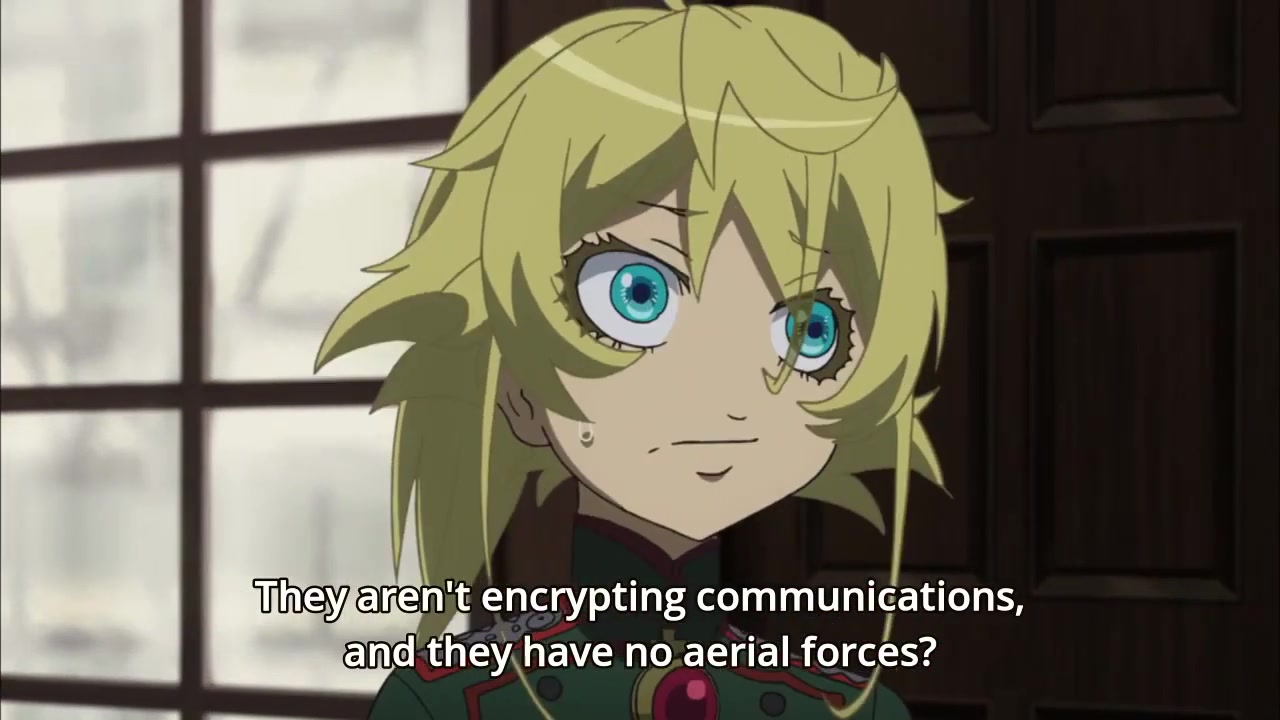 They aren't encrypting communications,
and they have no aerial forces?